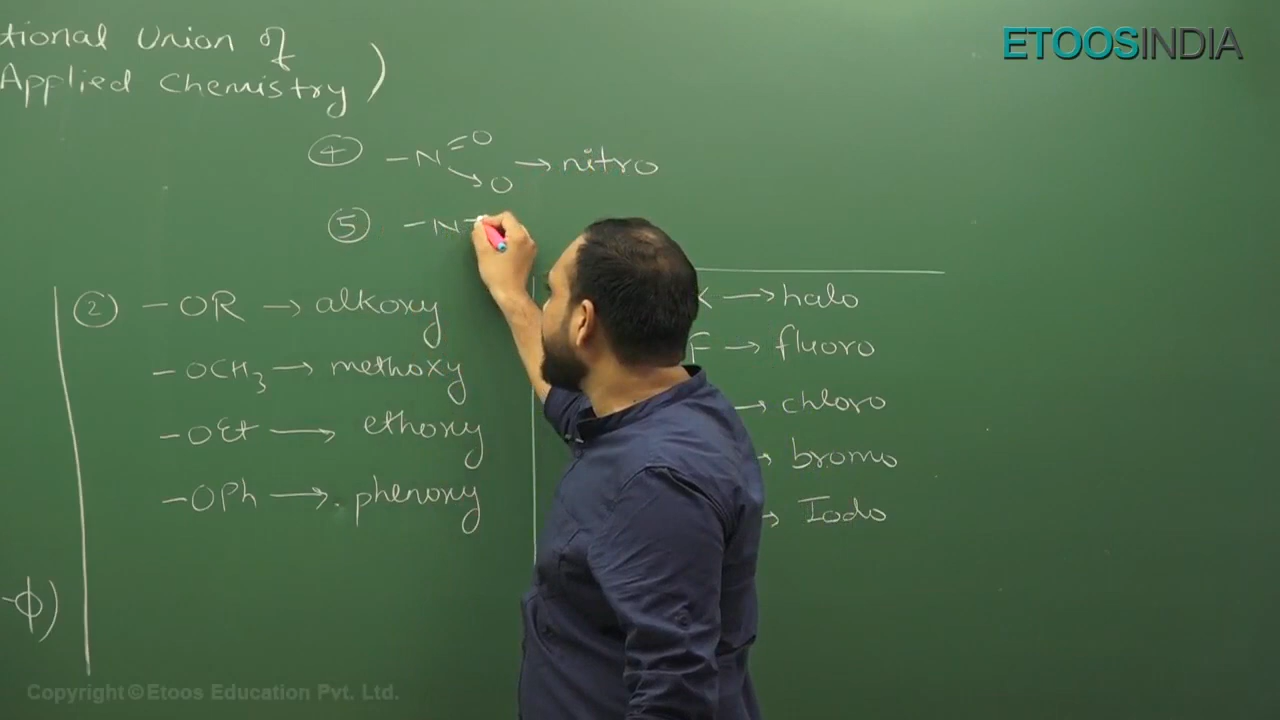 tional Union of
Applied Chemistry)
ETOOSINDIA
④ -N =O → O → nitro
⑤ -N=
② -OR → alkoxy
-OCH3 → methoxy
-OEt → ethoxy
-OPh → phenoxy
X → halo
F → fluoro
→ chloro
→ bromo
→ Iodo
-ϕ)
Copyright © Etoos Education Pvt. Ltd.